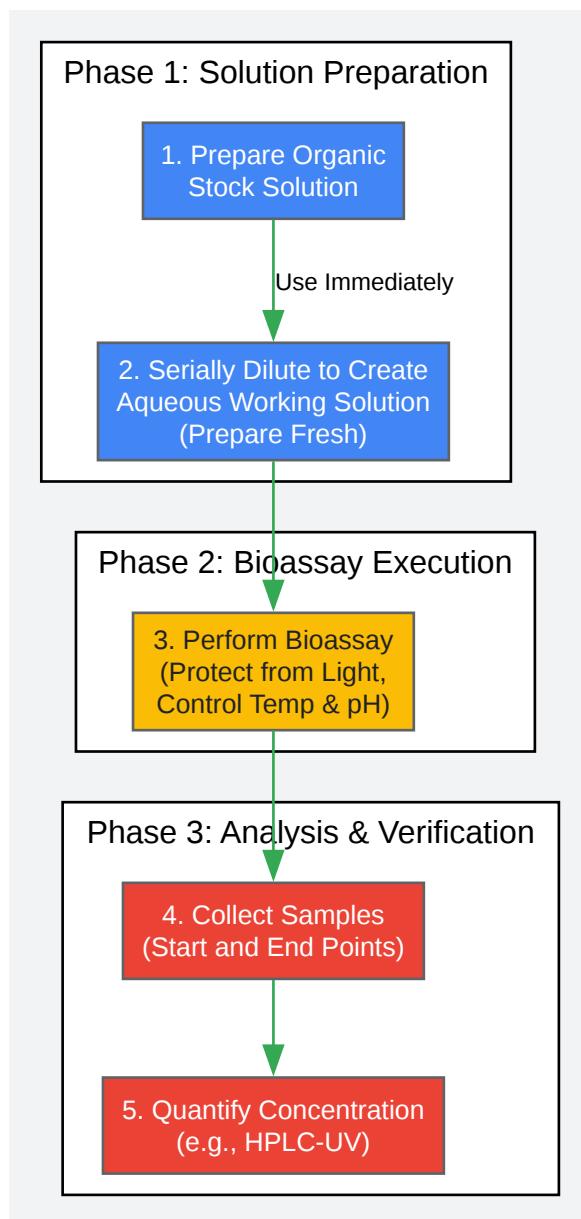 Phase 1: Solution Preparation
1. Prepare Organic
Stock Solution
Use Immediately
2. Serially Dilute to Create
Aqueous Working Solution
(Prepare Fresh)
Phase 2: Bioassay Execution
3. Perform Bioassay
(Protect from Light,
Control Temp & pH)
Phase 3: Analysis & Verification
4. Collect Samples
(Start and End Points)
5. Quantify Concentration
(e.g., HPLC-UV)